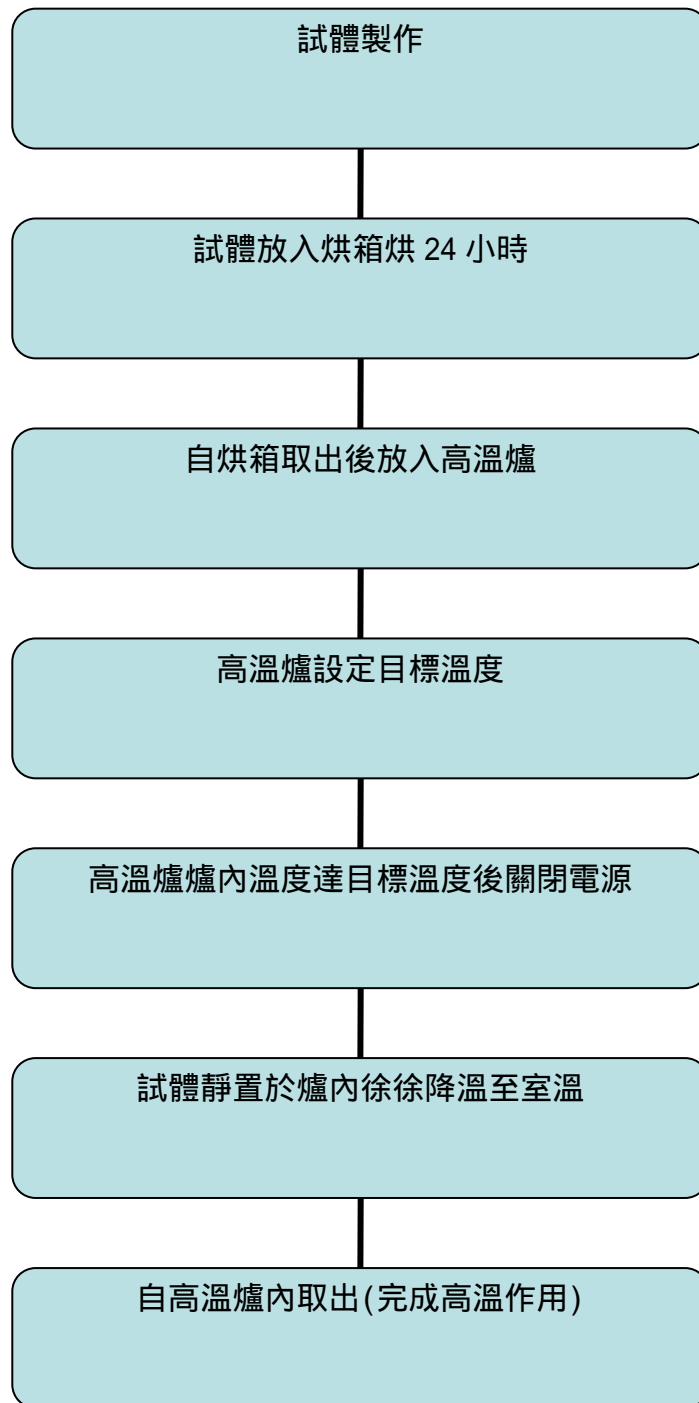 試體製作
試體放入烘箱烘 24 小時
自烘箱取出後放入高溫爐
高溫爐設定目標溫度
高溫爐爐內溫度達目標溫度後關閉電源
試體靜置於爐內徐徐降溫至室溫
自高溫爐內取出(完成高溫作用)